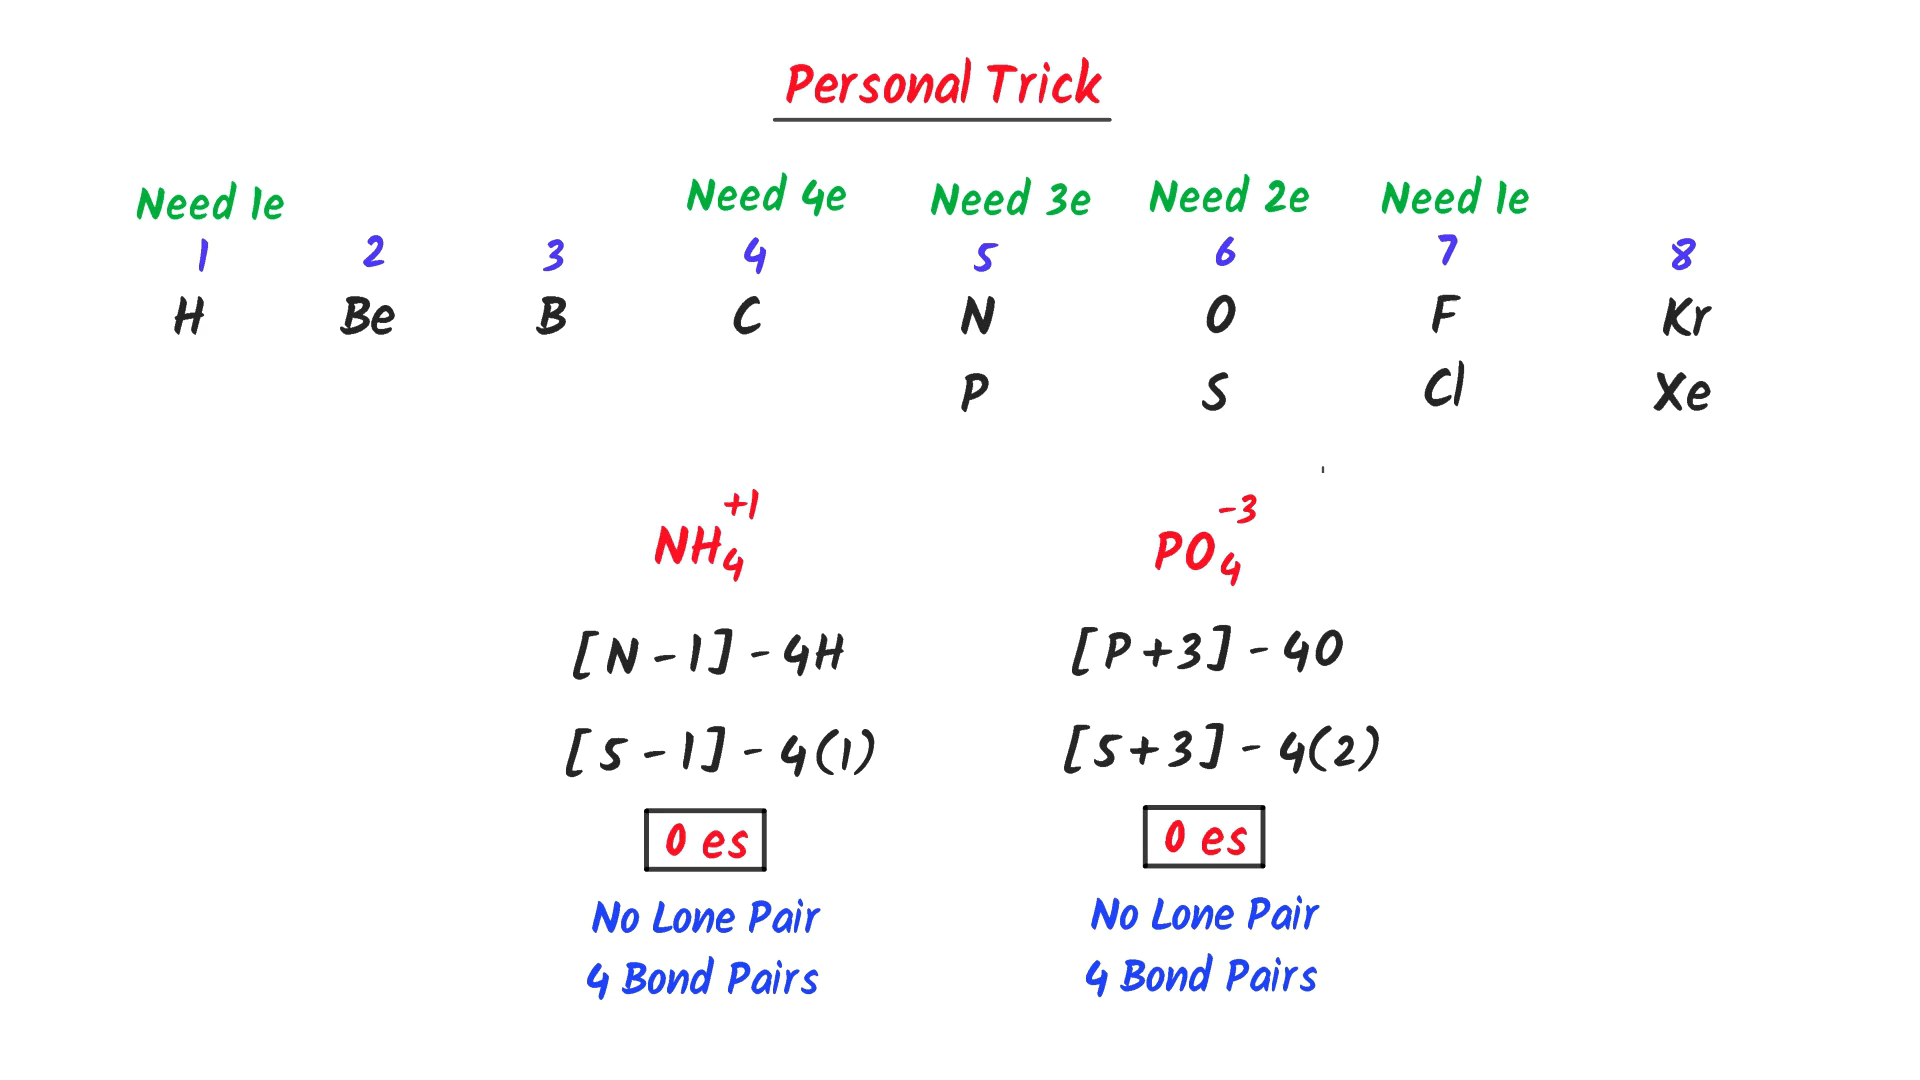 Personal Trick
Need 1e Need 4e Need 3e Need 2e Need 1e
1 2 3 4 5 6 7 8
H Be B C N O F Kr
P S Cl Xe
NH₄⁺¹ PO₄⁻³
[N - 1] - 4H [P + 3] - 4O
[5 - 1] - 4(1) [5 + 3] - 4(2)
0 es 0 es
No Lone Pair No Lone Pair
4 Bond Pairs 4 Bond Pairs